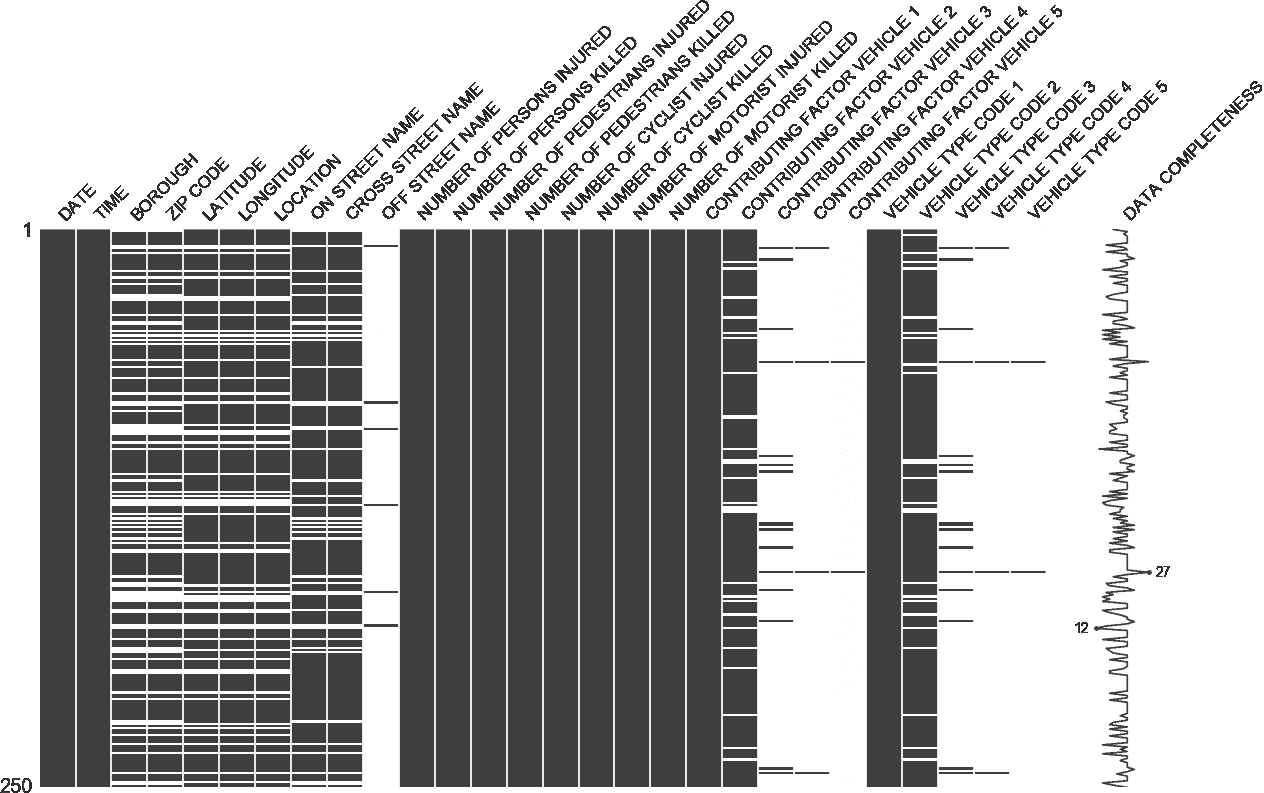 DATE
TIME
BOROUGH
ZIP CODE
LATITUDE
LONGITUDE
LOCATION
ON STREET NAME
CROSS STREET NAME
OFF STREET NAME
NUMBER OF PERSONS INJURED
NUMBER OF PERSONS KILLED
NUMBER OF PEDESTRIANS INJURED
NUMBER OF PEDESTRIANS KILLED
NUMBER OF CYCLIST INJURED
NUMBER OF CYCLIST KILLED
NUMBER OF MOTORIST INJURED
NUMBER OF MOTORIST KILLED
CONTRIBUTING FACTOR VEHICLE 1
CONTRIBUTING FACTOR VEHICLE 2
CONTRIBUTING FACTOR VEHICLE 3
CONTRIBUTING FACTOR VEHICLE 4
CONTRIBUTING FACTOR VEHICLE 5
VEHICLE TYPE CODE 1
VEHICLE TYPE CODE 2
VEHICLE TYPE CODE 3
VEHICLE TYPE CODE 4
VEHICLE TYPE CODE 5
DATA COMPLETENESS
1
27
12
250